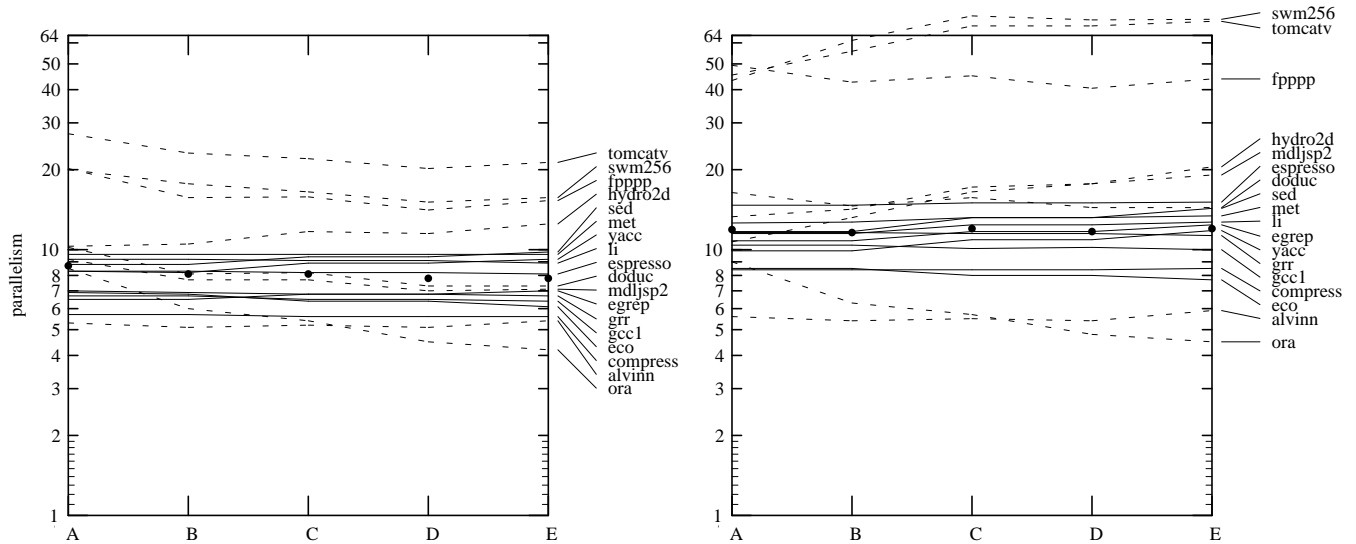 64
50
40
30
20
10
8
7
6
5
4
3
2
1
parallelism
A B C D E
tomcatv
swm256
fpppp
hydro2d
sed
met
yacc
li
espresso
doduc
mdljsp2
egrep
grr
gcc1
eco
compress
alvinn
ora
64
50
40
30
20
10
8
7
6
5
4
3
2
1
A B C D E
swm256
tomcatv
fpppp
hydro2d
mdljsp2
espresso
doduc
sed
met
li
egrep
yacc
grr
gcc1
compress
eco
alvinn
ora